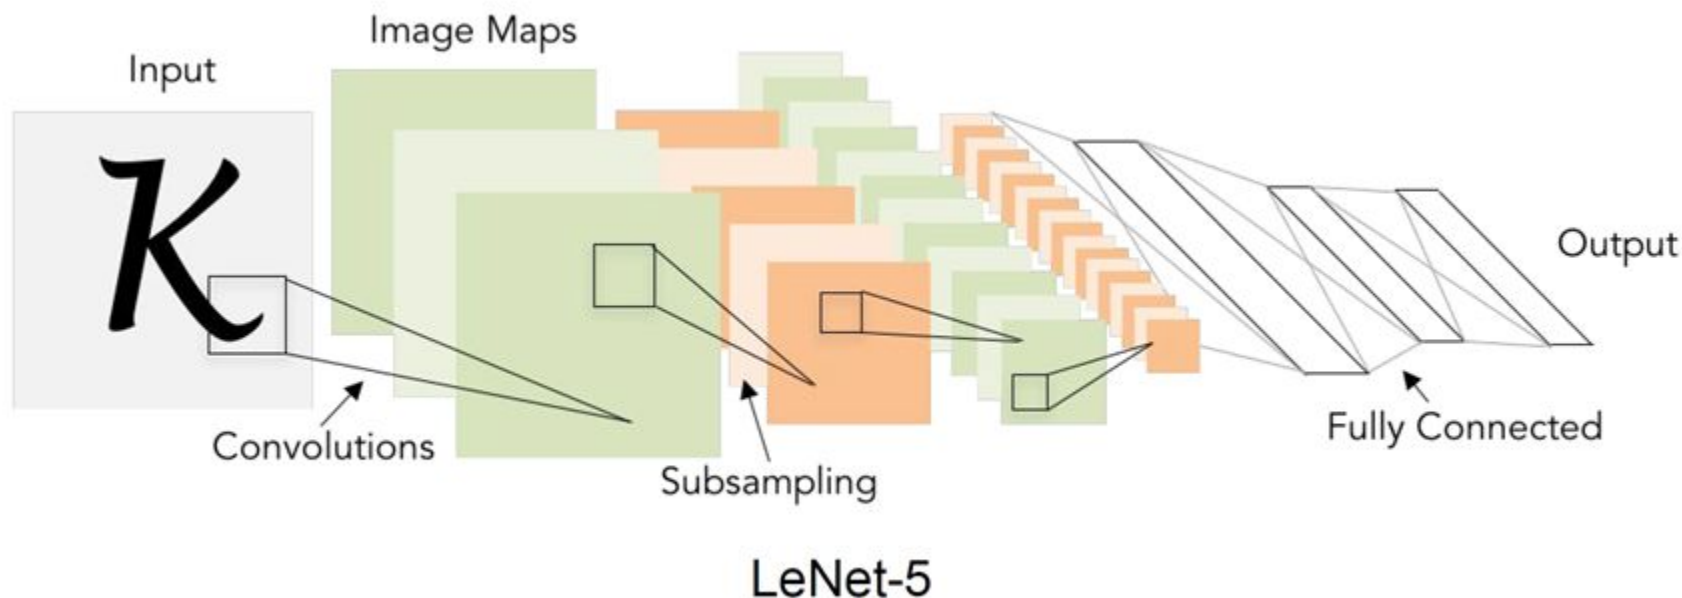 Image Maps
Input
K
Output
Convolutions
Fully Connected
Subsampling
LeNet-5